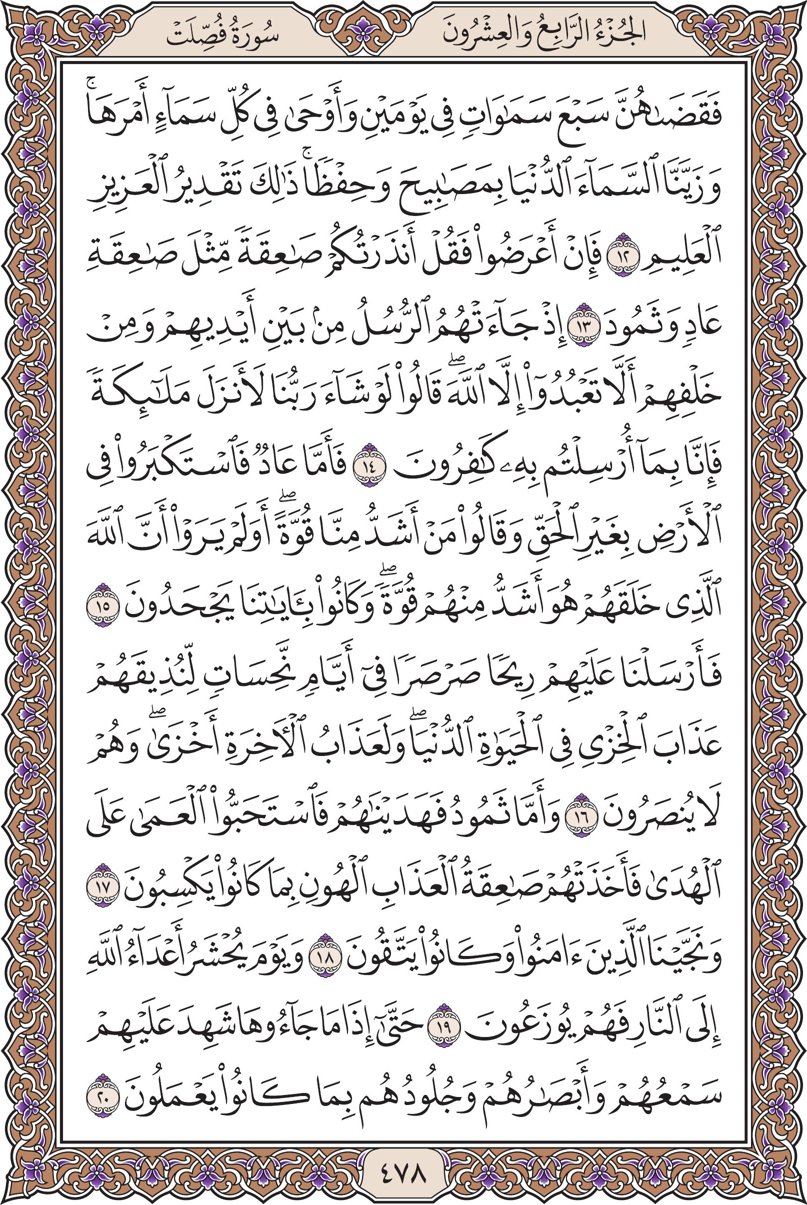 الجُزْءُ الرَّابِعُ وَالعِشْرُونَ
سُورَةُ فُصِّلَتْ
فَقَضَىٰهُنَّ سَبْعَ سَمَٰوَاتٖ فِي يَوۡمَيۡنِ وَأَوۡحَىٰ فِي كُلِّ سَمَآءٍ أَمۡرَهَاۚ
وَزَيَّنَّا ٱلسَّمَآءَ ٱلدُّنۡيَا بِمَصَٰبِيحَ وَحِفۡظٗاۚ ذَٰلِكَ تَقۡدِيرُ ٱلۡعَزِيزِ
ٱلۡعَلِيمِ ١٢ فَإِنۡ أَعۡرَضُواْ فَقُلۡ أَنذَرۡتُكُمۡ صَٰعِقَةٗ مِّثۡلَ صَٰعِقَةِ
عَادٖ وَثَمُودَ ١٣ إِذۡ جَآءَتۡهُمُ ٱلرُّسُلُ مِنۢ بَيۡنِ أَيۡدِيهِمۡ وَمِنۡ
خَلۡفِهِمۡ أَلَّا تَعۡبُدُوٓاْ إِلَّا ٱللَّهَۖ قَالُواْ لَوۡ شَآءَ رَبُّنَا لَأَنزَلَ مَلَٰٓئِكَةٗ
فَإِنَّا بِمَآ أُرۡسِلۡتُم بِهِۦ كَٰفِرُونَ ١٤ فَأَمَّا عَادٞ فَٱسۡتَكۡبَرُواْ فِي
ٱلۡأَرۡضِ بِغَيۡرِ ٱلۡحَقِّ وَقَالُواْ مَنۡ أَشَدُّ مِنَّا قُوَّةًۖ أَوَلَمۡ يَرَوۡاْ أَنَّ ٱللَّهَ
ٱلَّذِي خَلَقَهُمۡ هُوَ أَشَدُّ مِنۡهُمۡ قُوَّةٗۖ وَكَانُواْ بِـَٔايَٰتِنَا يَجۡحَدُونَ ١٥
فَأَرۡسَلۡنَا عَلَيۡهِمۡ رِيحٗا صَرۡصَرٗا فِيٓ أَيَّامٖ نَّحِسَاتٖ لِّنُذِيقَهُمۡ
عَذَابَ ٱلۡخِزۡيِ فِي ٱلۡحَيَوٰةِ ٱلدُّنۡيَاۖ وَلَعَذَابُ ٱلۡأٓخِرَةِ أَخۡزَىٰۖ وَهُمۡ
لَا يُنصَرُونَ ١٦ وَأَمَّا ثَمُودُ فَهَدَيۡنَٰهُمۡ فَٱسۡتَحَبُّواْ ٱلۡعَمَىٰ عَلَى
ٱلۡهُدَىٰ فَأَخَذَتۡهُمۡ صَٰعِقَةُ ٱلۡعَذَابِ ٱلۡهُونِ بِمَا كَانُواْ يَكۡسِبُونَ ١٧
وَنَجَّيۡنَا ٱلَّذِينَ ءَامَنُواْ وَكَانُواْ يَتَّقُونَ ١٨ وَيَوۡمَ يُحۡشَرُ أَعۡدَآءُ ٱللَّهِ
إِلَى ٱلنَّارِ فَهُمۡ يُوزَعُونَ ١٩ حَتَّىٰٓ إِذَا مَا جَآءُوهَا شَهِدَ عَلَيۡهِمۡ
سَمۡعُهُمۡ وَأَبۡصَٰرُهُمۡ وَجُلُودُهُم بِمَا كَانُواْ يَعۡمَلُونَ ٢٠
٤٧٨